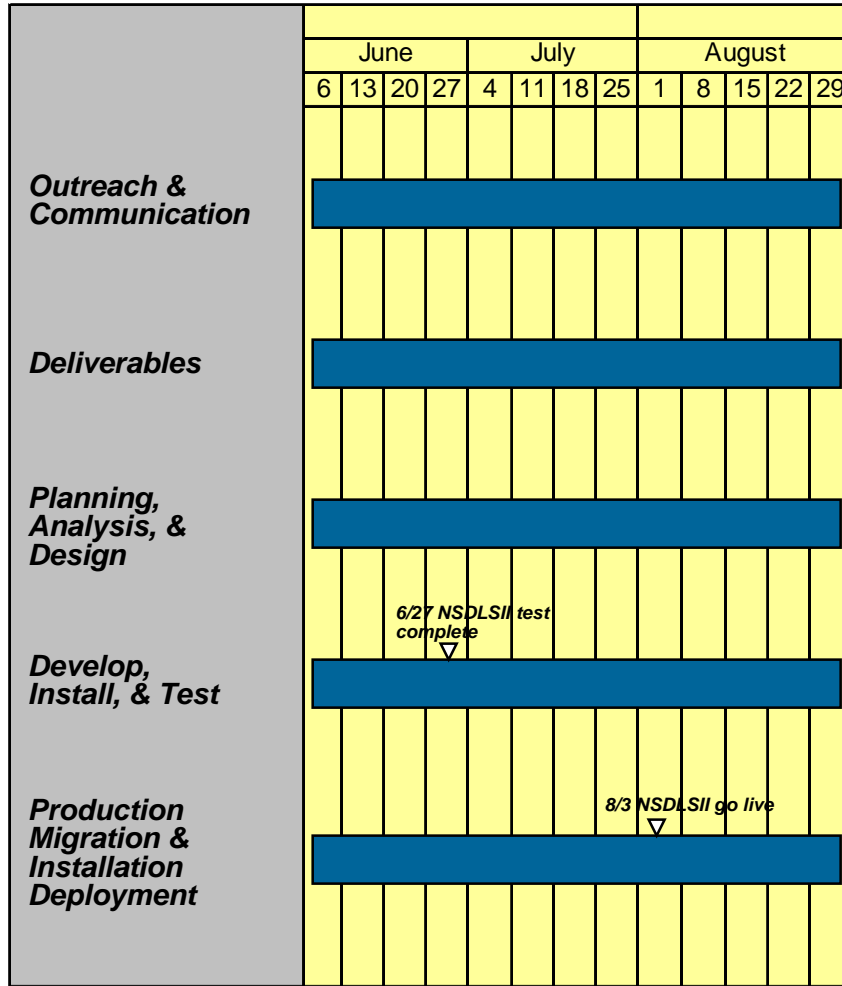 June July August
6 13 20 27 4 11 18 25 1 8 15 22 29
Outreach &
Communication
Deliverables
Planning,
Analysis, &
Design
6/27 NSDLSII test
complete
Develop,
Install, & Test
8/3 NSDLSII go live
Production
Migration &
Installation
Deployment